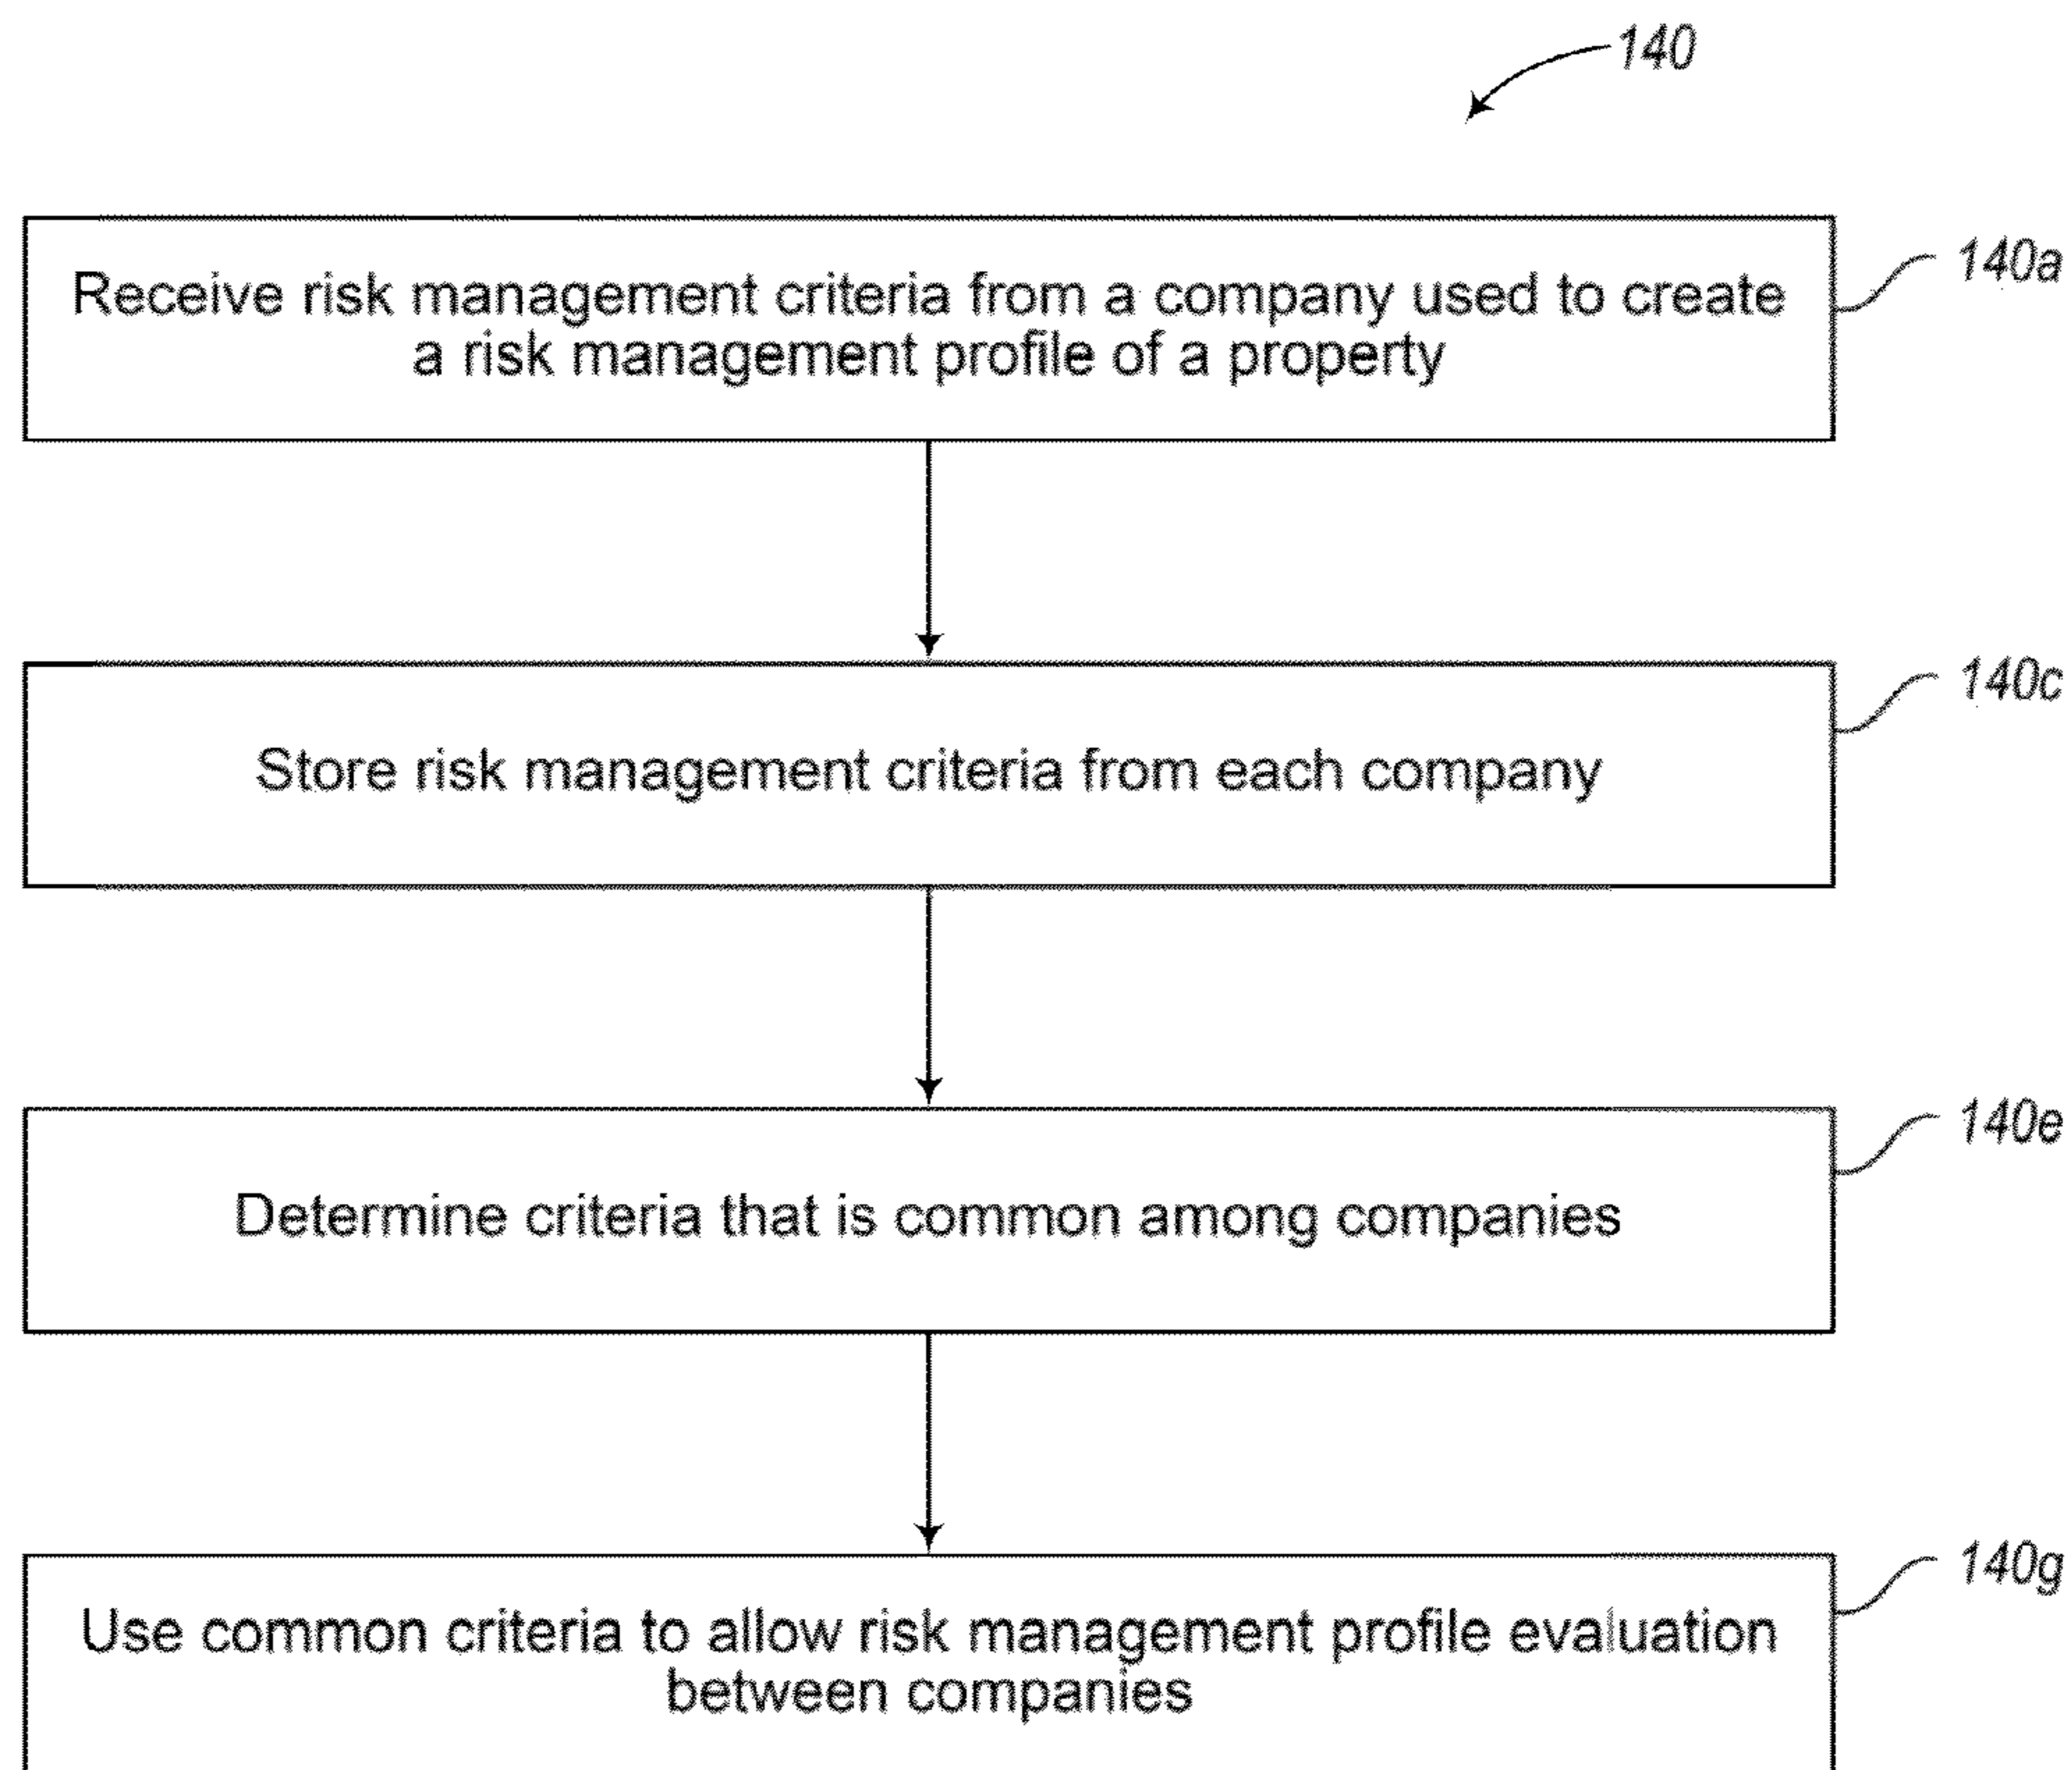 140
Receive risk management criteria from a company used to create
a risk management profile of a property
140a
Store risk management criteria from each company
140c
Determine criteria that is common among companies
140e
Use common criteria to allow risk management profile evaluation
between companies
140g